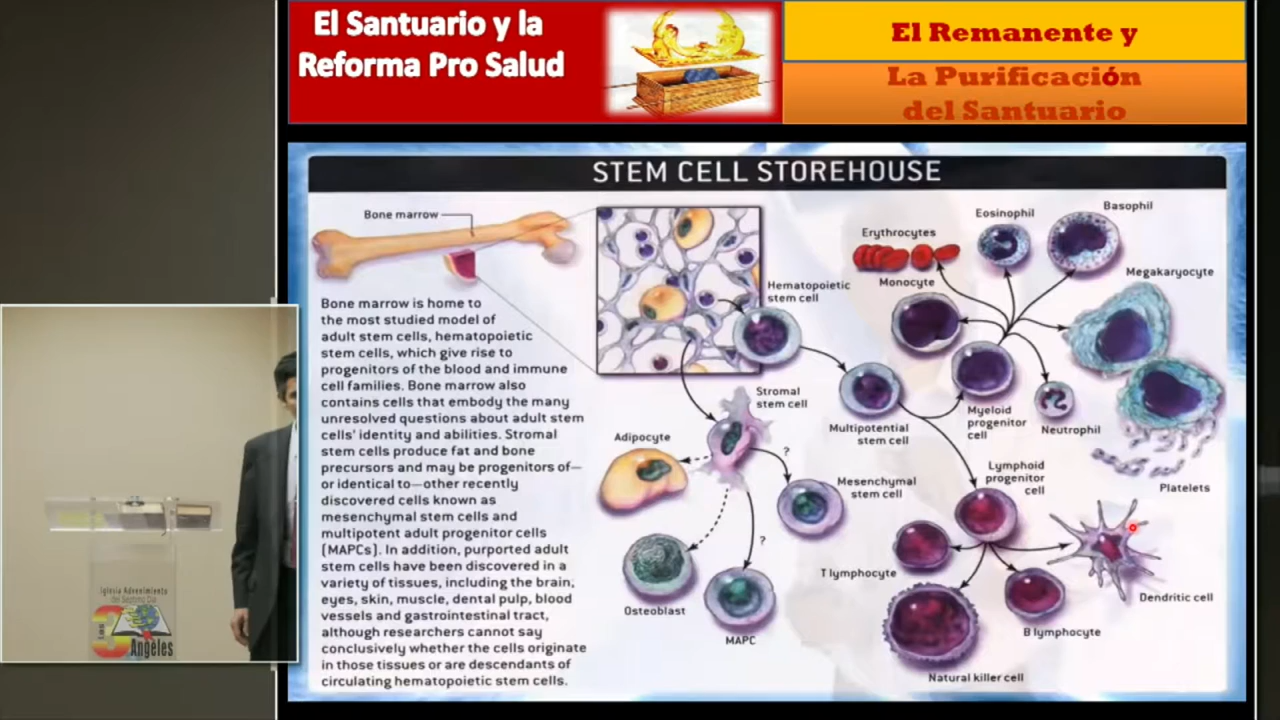 El Santuario y la
Reforma Pro Salud
El Remanente y
La Purificación
del Santuario
STEM CELL STOREHOUSE
Bone marrow
Bone marrow is home to
the most studied model of
adult stem cells, hematopoietic
stem cells, which give rise to
progenitors of the blood and immune
cell families. Bone marrow also
contains cells that embody the many
unresolved questions about adult stem
cells' identity and abilities. Stromal
stem cells produce fat and bone
precursors and may be progenitors of—
or identical to—other recently
discovered cells known as
mesenchymal stem cells and
multipotent adult progenitor cells
[MAPCs]. In addition, purported adult
stem cells have been discovered in a
variety of tissues, including the brain,
eyes, skin, muscle, dental pulp, blood
vessels and gastrointestinal tract,
although researchers cannot say
conclusively whether the cells originate
in those tissues or are descendants of
circulating hematopoietic stem cells.
Hematopoietic
stem cell
Stromal
stem cell
Adipocyte
?
Mesenchymal
stem cell
?
Osteoblast
MAPC
Multipotential
stem cell
Erythrocytes
Monocyte
Eosinophil
Basophil
Megakaryocyte
Myeloid
progenitor
cell
Neutrophil
Platelets
Lymphoid
progenitor
cell
T lymphocyte
Dendritic cell
B lymphocyte
Natural killer cell
Iglesia Adventista
del Séptimo Día
Los
3
Angeles